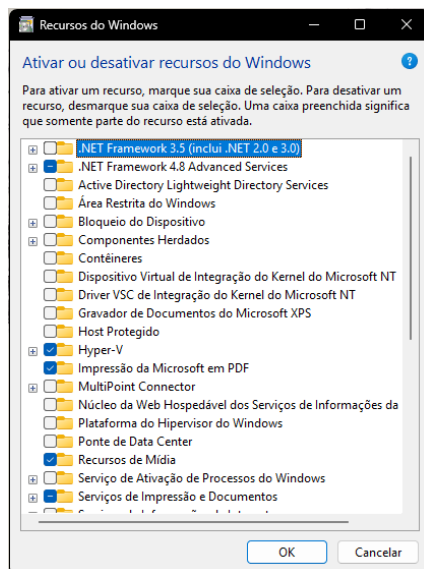 Recursos do Windows
Ativar ou desativar recursos do Windows
Para ativar um recurso, marque sua caixa de seleção. Para desativar um
recurso, desmarque sua caixa de seleção. Uma caixa preenchida significa
que somente parte do recurso está ativada.
.NET Framework 3.5 (inclui .NET 2.0 e 3.0)
.NET Framework 4.8 Advanced Services
Active Directory Lightweight Directory Services
Área Restrita do Windows
Bloqueio do Dispositivo
Componentes Herdados
Contêineres
Dispositivo Virtual de Integração do Kernel do Microsoft NT
Driver VSC de Integração do Kernel do Microsoft NT
Gravador de Documentos do Microsoft XPS
Host Protegido
Hyper-V
Impressão da Microsoft em PDF
MultiPoint Connector
Núcleo da Web Hospedável dos Serviços de Informações da
Plataforma do Hipervisor do Windows
Ponte de Data Center
Recursos de Mídia
Serviço de Ativação de Processos do Windows
Serviços de Impressão e Documentos
OK
Cancelar